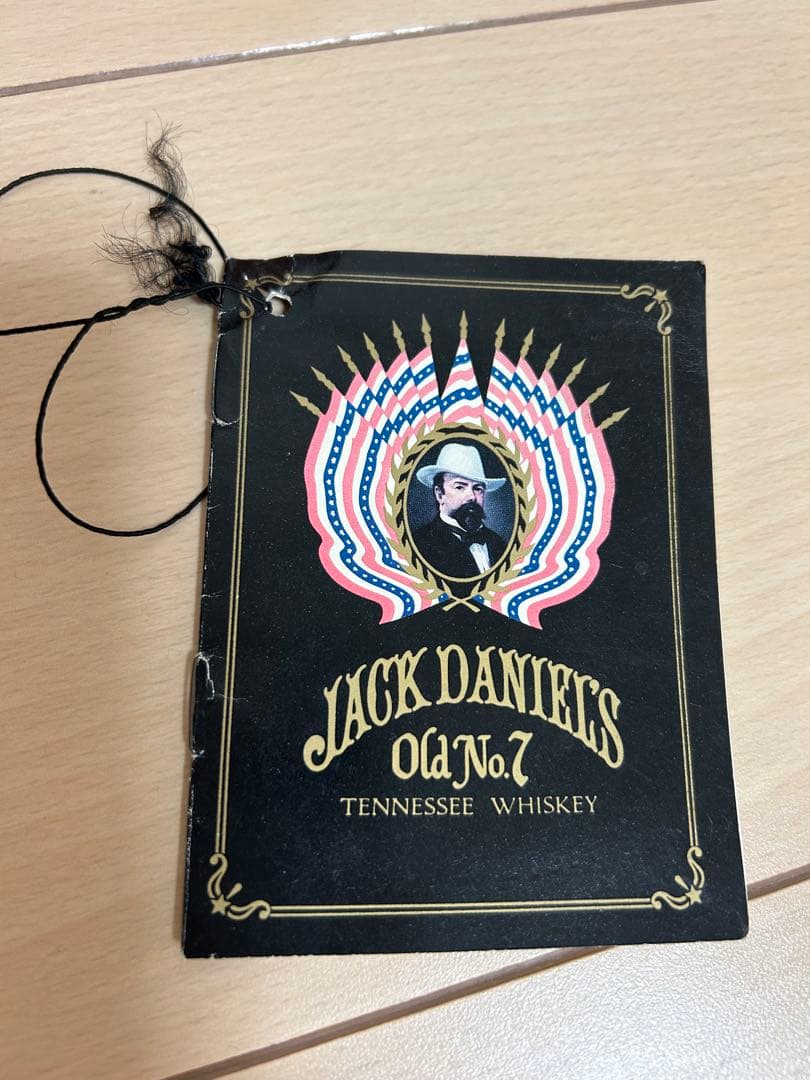 JACK DANIEL'S
Old No.7
TENNESSEE WHISKEY